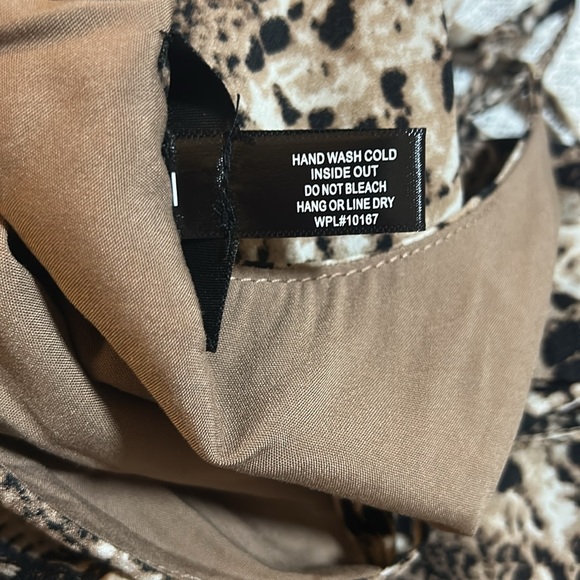 HAND WASH COLD
INSIDE OUT
DO NOT BLEACH
HANG OR LINE DRY
WPL#10167